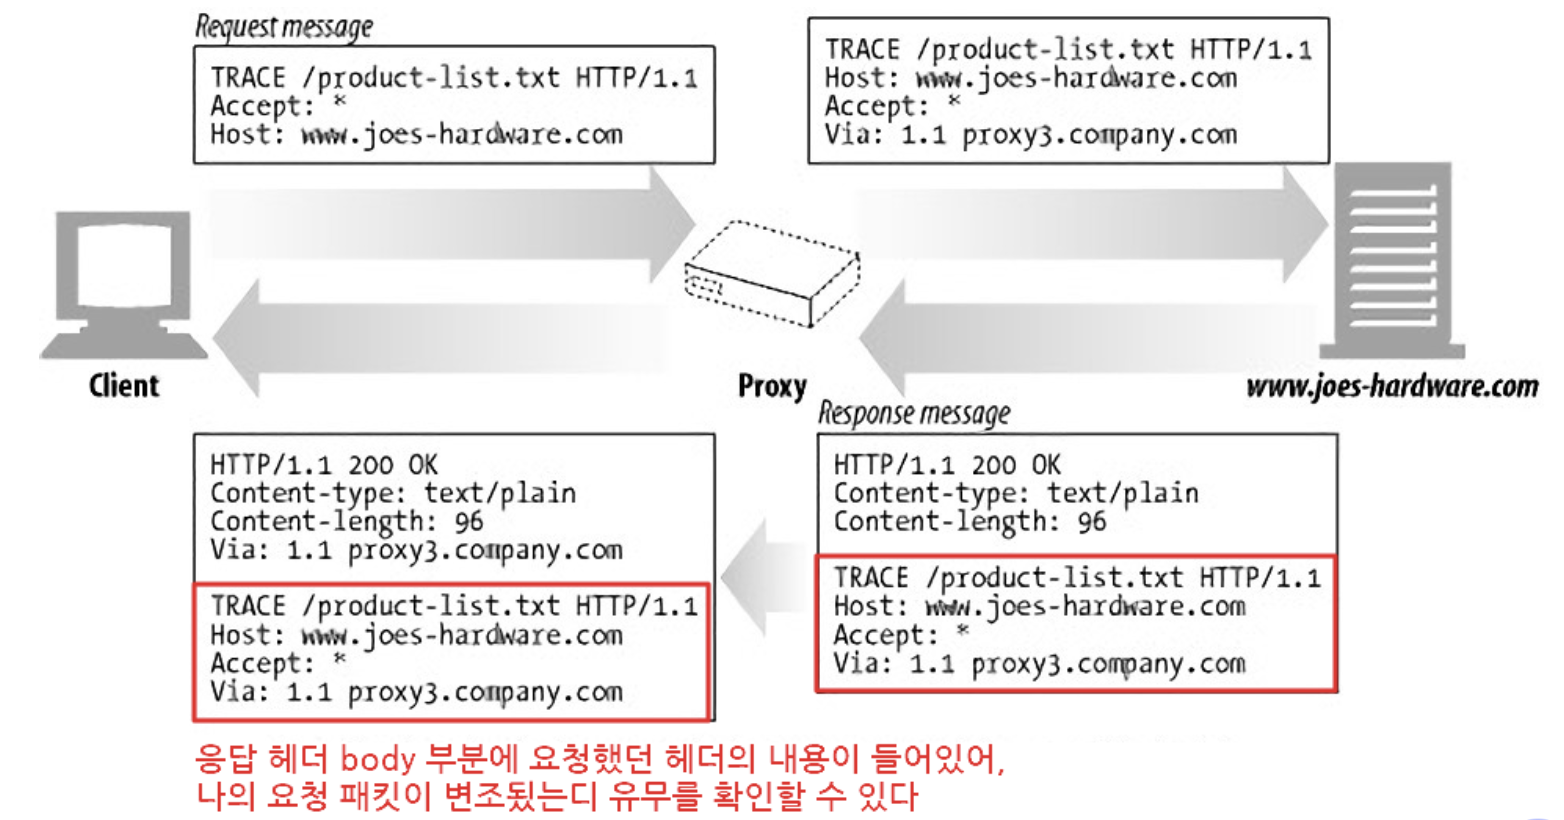 Request message
TRACE /product-list.txt HTTP/1.1
Accept: *
Host: www.joes-hardware.com
TRACE /product-list.txt HTTP/1.1
Host: www.joes-hardware.com
Accept: *
Via: 1.1 proxy3.company.com
Client
Proxy
www.joes-hardware.com
Response message
HTTP/1.1 200 OK
Content-type: text/plain
Content-length: 96
TRACE /product-list.txt HTTP/1.1
Host: www.joes-hardware.com
Accept: *
Via: 1.1 proxy3.company.com
HTTP/1.1 200 OK
Content-type: text/plain
Content-length: 96
Via: 1.1 proxy3.company.com
TRACE /product-list.txt HTTP/1.1
Host: www.joes-hardware.com
Accept: *
Via: 1.1 proxy3.company.com
응답 헤더 body 부분에 요청했던 헤더의 내용이 들어있어,
나의 요청 패킷이 변조됐는디 유무를 확인할 수 있다